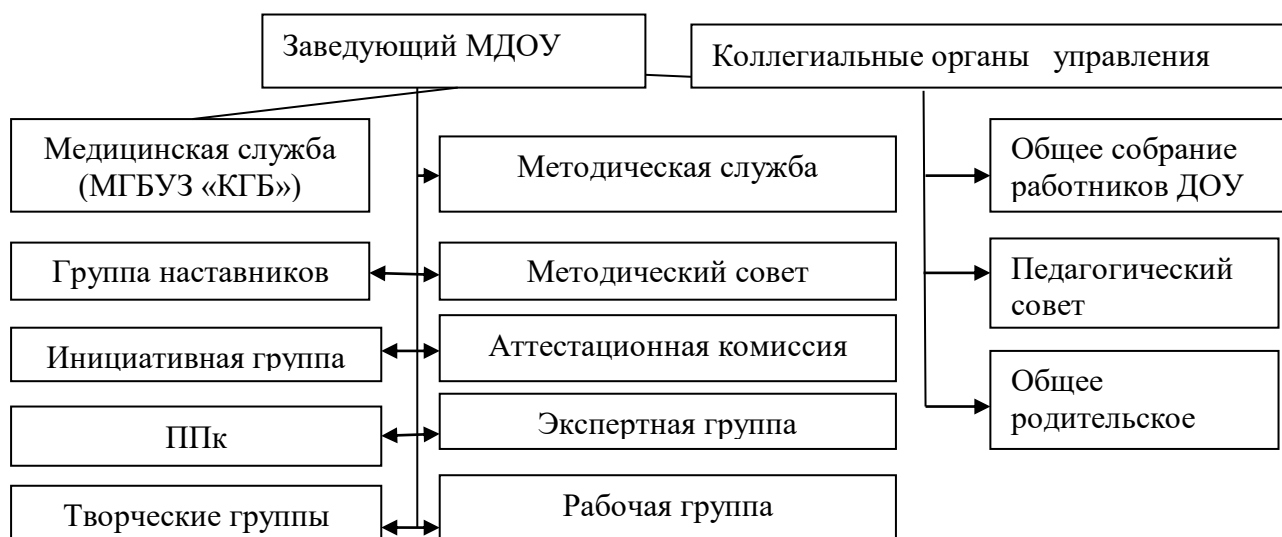 Заведующий МДОУ
Коллегиальные органы управления
Медицинская служба
(МГБУЗ «КГБ»)
Методическая служба
Общее собрание
работников ДОУ
Группа наставников
Методический совет
Педагогический
совет
Инициативная группа
Аттестационная комиссия
Общее
родительское
ППк
Экспертная группа
Творческие группы
Рабочая группа